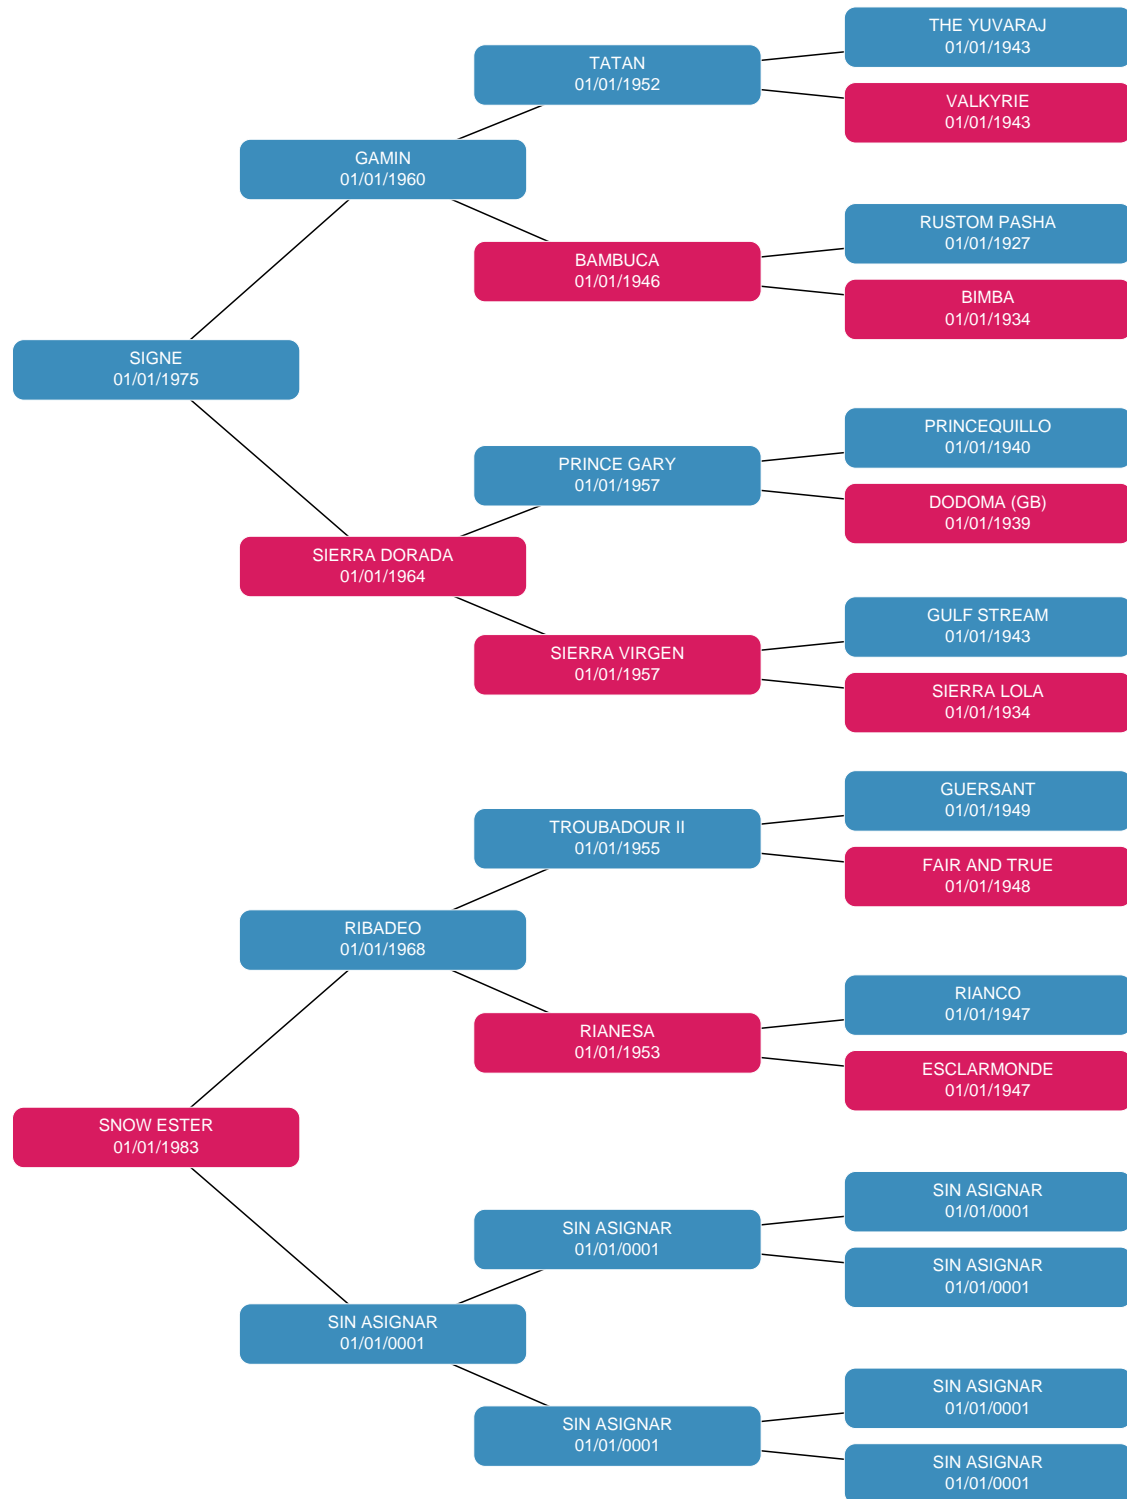 THE YUVARAJ
01/01/1943
TATAN
01/01/1952
VALKYRIE
01/01/1943
GAMIN
01/01/1960
RUSTOM PASHA
01/01/1927
BAMBUCA
01/01/1946
BIMBA
01/01/1934
SIGNE
01/01/1975
PRINCEQUILLO
01/01/1940
PRINCE GARY
01/01/1957
DODOMA (GB)
01/01/1939
SIERRA DORADA
01/01/1964
GULF STREAM
01/01/1943
SIERRA VIRGEN
01/01/1957
SIERRA LOLA
01/01/1934
GUERSANT
01/01/1949
TROUBADOUR II
01/01/1955
FAIR AND TRUE
01/01/1948
RIBADEO
01/01/1968
RIANCO
01/01/1947
RIANESA
01/01/1953
ESCLARMONDE
01/01/1947
SNOW ESTER
01/01/1983
SIN ASIGNAR
01/01/0001
SIN ASIGNAR
01/01/0001
SIN ASIGNAR
01/01/0001
SIN ASIGNAR
01/01/0001
SIN ASIGNAR
01/01/0001
SIN ASIGNAR
01/01/0001
SIN ASIGNAR
01/01/0001